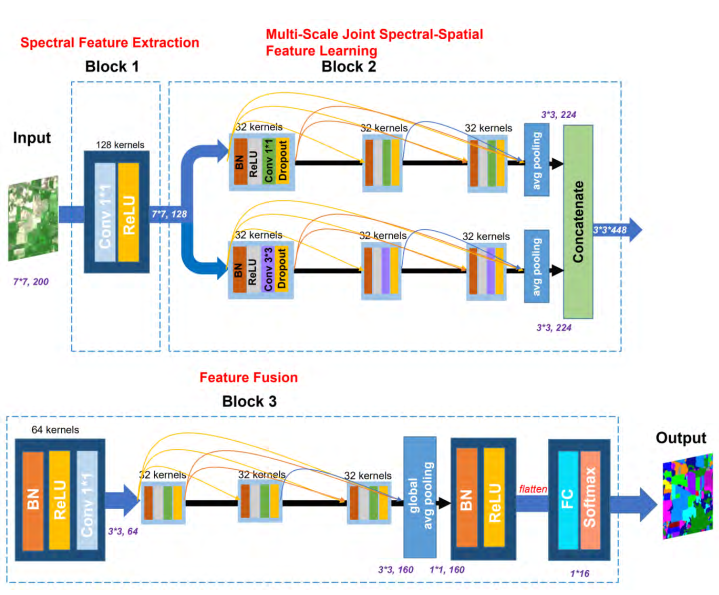 Spectral Feature Extraction
Block 1
Multi-Scale Joint Spectral-Spatial
Feature Learning
Block 2
Input
128 kernels
Conv 1*1
ReLU
7*7, 200
7*7, 128
32 kernels
BN
ReLU
Conv 1*1
Dropout
32 kernels
32 kernels
avg pooling
3*3, 224
32 kernels
BN
ReLU
Conv 3*3
Dropout
32 kernels
32 kernels
avg pooling
3*3, 224
Concatenate
3*3*448
Feature Fusion
Block 3
64 kernels
BN
ReLU
Conv 1*1
3*3, 64
32 kernels
32 kernels
32 kernels
global
avg pooling
3*3, 160
1*1, 160
BN
ReLU
flatten
FC
Softmax
1*16
Output